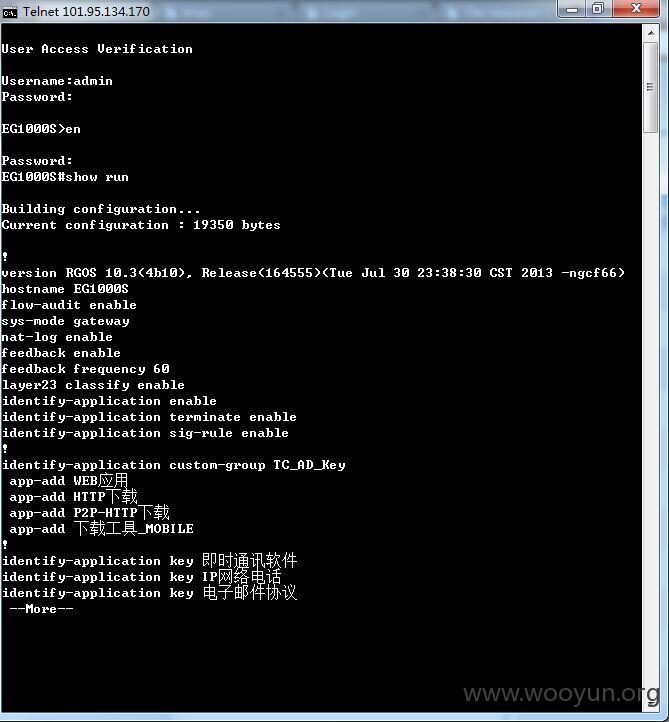 Telnet 101.95.134.170
User Access Verification
Username:admin
Password:
EG1000S>en
Password:
EG1000S#show run
Building configuration...
Current configuration : 19350 bytes
!
version RGOS 10.3(4b10), Release(164555)(Tue Jul 30 23:38:30 CST 2013 -ngcf66)
hostname EG1000S
flow-audit enable
sys-mode gateway
nat-log enable
feedback enable
feedback frequency 60
layer23 classify enable
identify-application enable
identify-application terminate enable
identify-application sig-rule enable
!
identify-application custom-group TC_AD_Key
app-add WEB应用
app-add HTTP下载
app-add P2P-HTTP下载
app-add 下载工具_MOBILE
!
identify-application key 即时通讯软件
identify-application key IP网络电话
identify-application key 电子邮件协议
--More--
www.wooyun.org